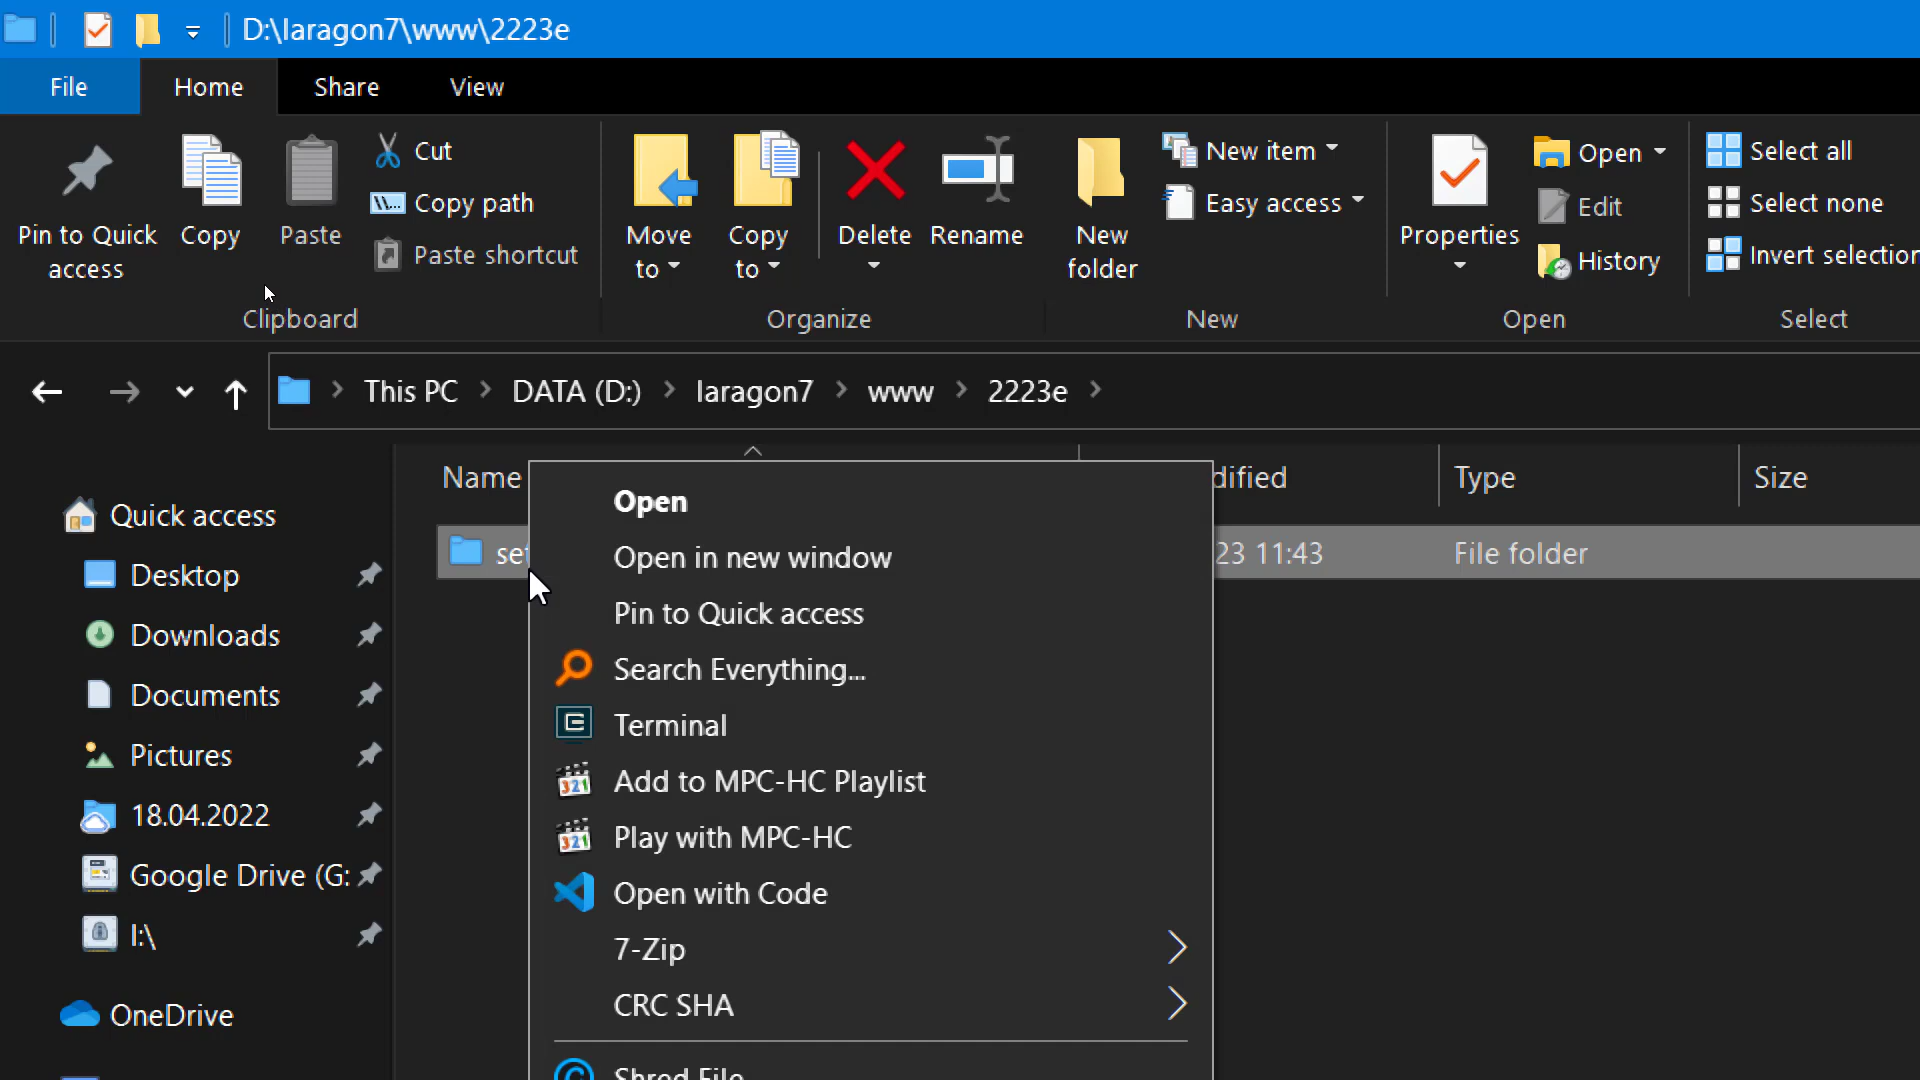 D:\laragon7\www\2223e
File Home Share View
Pin to Quick access
Copy
Paste
Cut
Copy path
Paste shortcut
Clipboard
Move to
Copy to
Delete
Rename
Organize
New folder
New item
Easy access
New
Properties
Open
Edit
History
Open
Select all
Select none
Invert selection
Select
This PC DATA (D:) laragon7 www 2223e
Name dified Type Size
set 23 11:43 File folder
Quick access
Desktop
Downloads
Documents
Pictures
18.04.2022
Google Drive (G:
I:\
OneDrive
Open
Open in new window
Pin to Quick access
Search Everything...
Terminal
321 Add to MPC-HC Playlist
321 Play with MPC-HC
Open with Code
7-Zip
CRC SHA
Shred File